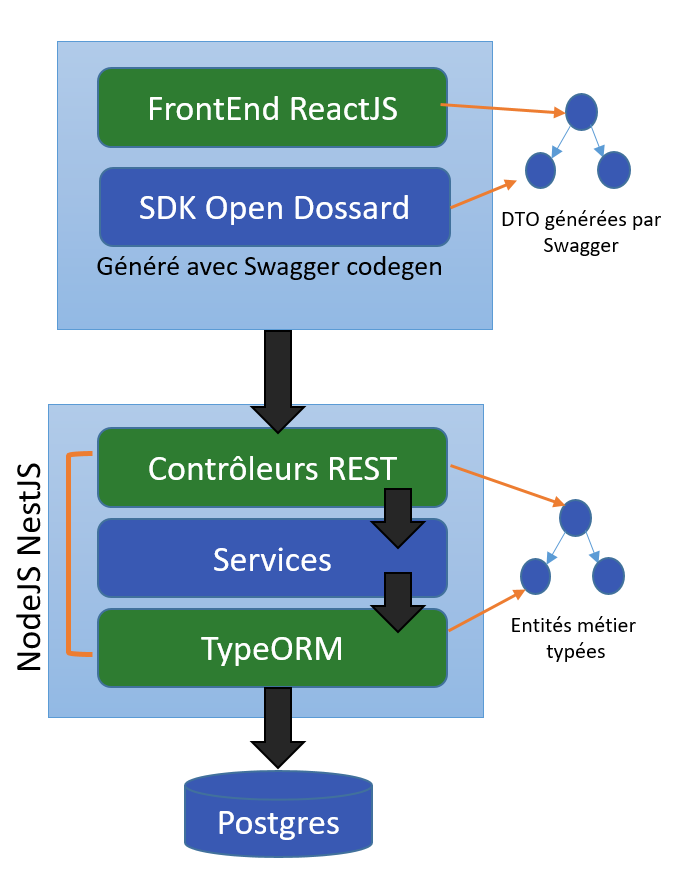 FrontEnd ReactJS
SDK Open Dossard
Généré avec Swagger codegen
DTO générées par
Swagger
NodeJS NestJS
Contrôleurs REST
Services
TypeORM
Entités métier
typées
Postgres